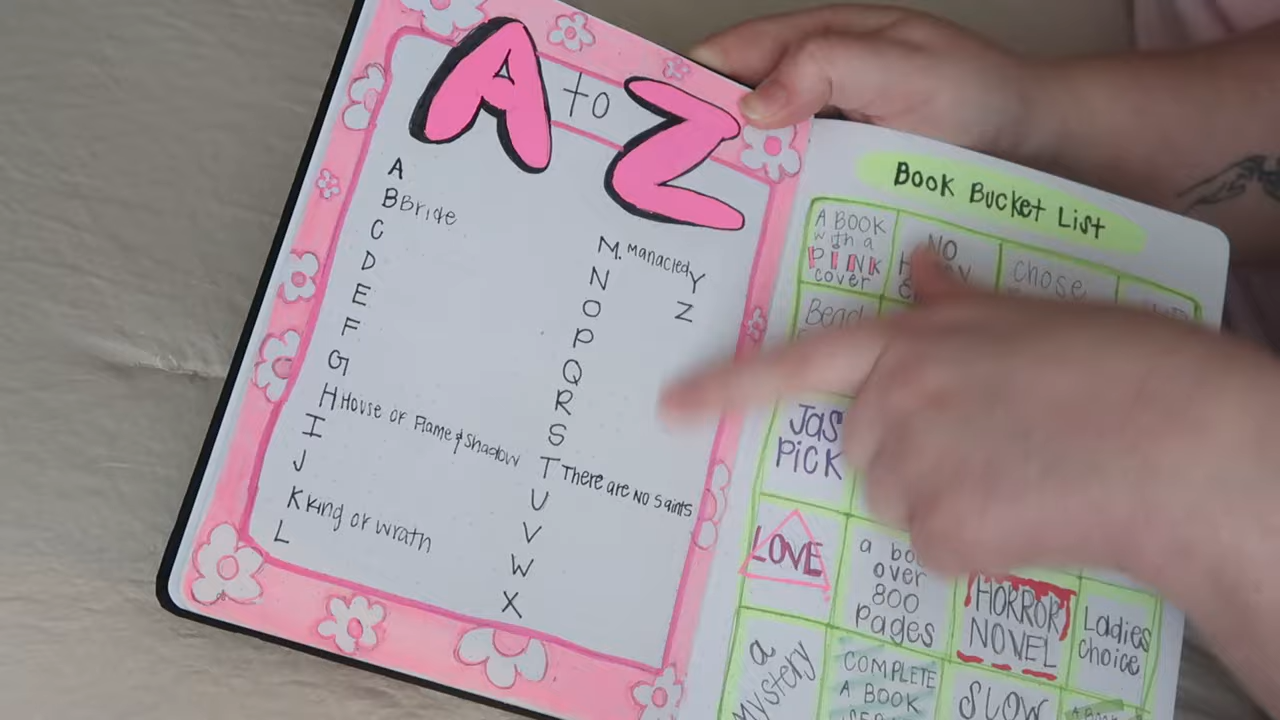 A to Z
A
B Bride
C
D
E
F
G
H House of Flame & Shadow
I
J
K King of Wrath
L
M. Manacled
N
O
P
Q
R
S
T There are No Saints
U
V
W
X
Y
Z
BOOK BUCKET LIST
A BOOK
with a
PINK
cover
NO
chose
Read
JAS
PICK
LOVE
a
over
800
pages
HORROR
NOVEL
Ladies
choice
a
Mystery
COMPLETE
A BOOK
SLOW